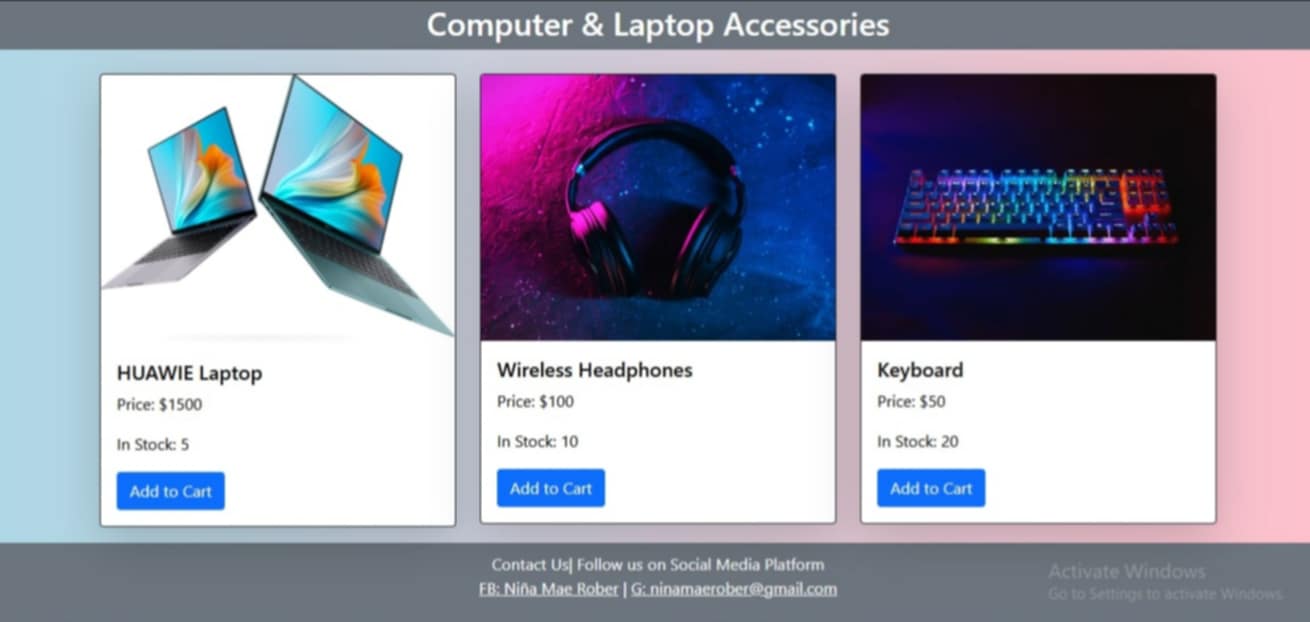 Computer & Laptop Accessories
HUAWIE Laptop
Price: $1500
In Stock: 5
Add to Cart
Wireless Headphones
Price: $100
In Stock: 10
Add to Cart
Keyboard
Price: $50
In Stock: 20
Add to Cart
Contact Us| Follow us on Social Media Platform
FB: Niña Mae Rober | G: ninamaerober@gmail.com
Activate Windows
Go to Settings to activate Windows.